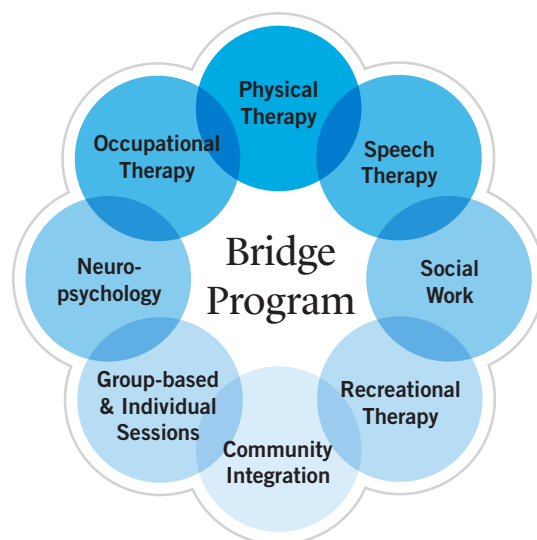 Physical
Therapy
Speech
Therapy
Social
Work
Recreational
Therapy
Community
Integration
Group-based
& Individual
Sessions
Neuro-
psychology
Occupational
Therapy
Bridge
Program